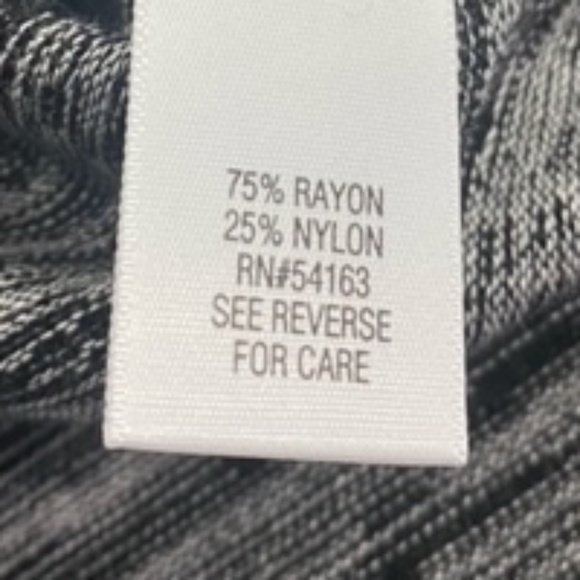 75% RAYON
25% NYLON
RN#54163
SEE REVERSE
FOR CARE